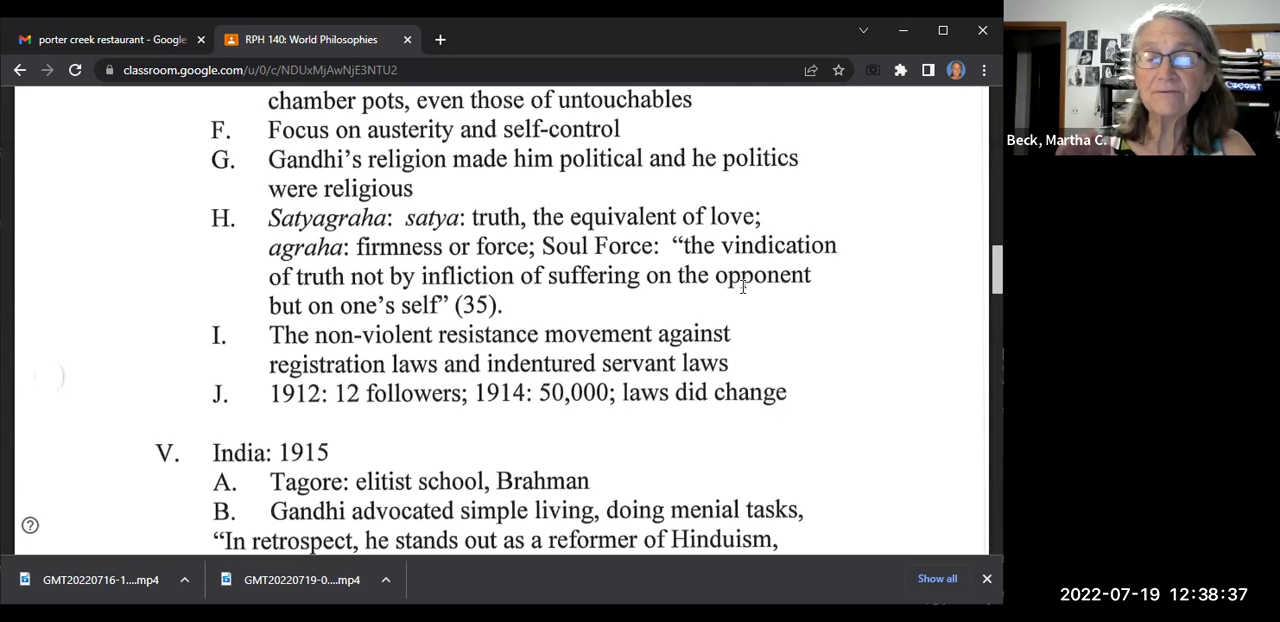 porter creek restaurant - Google
RPH 140: World Philosophies
classroom.google.com/u/0/c/NDUxMjAwNjE3NTU2
chamber pots, even those of untouchables
F. Focus on austerity and self-control
G. Gandhi’s religion made him political and he politics
were religious
H. Satyagraha: satya: truth, the equivalent of love;
agraha: firmness or force; Soul Force: “the vindication
of truth not by infliction of suffering on the opponent
but on one’s self” (35).
I. The non-violent resistance movement against
registration laws and indentured servant laws
J. 1912: 12 followers; 1914: 50,000; laws did change
V. India: 1915
A. Tagore: elitist school, Brahman
B. Gandhi advocated simple living, doing menial tasks,
“In retrospect, he stands out as a reformer of Hinduism,
GMT20220716-1....mp4
GMT20220719-0....mp4
Show all
Beck, Martha C.
2022-07-19 12:38:37